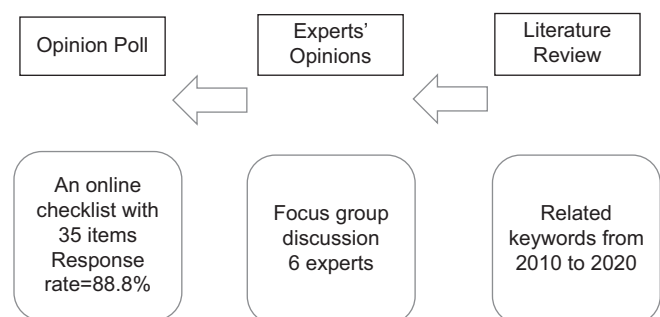 Opinion Poll
Experts'
Opinions
Literature
Review
An online
checklist with
35 items
Response
rate=88.8%
Focus group
discussion
6 experts
Related
keywords from
2010 to 2020